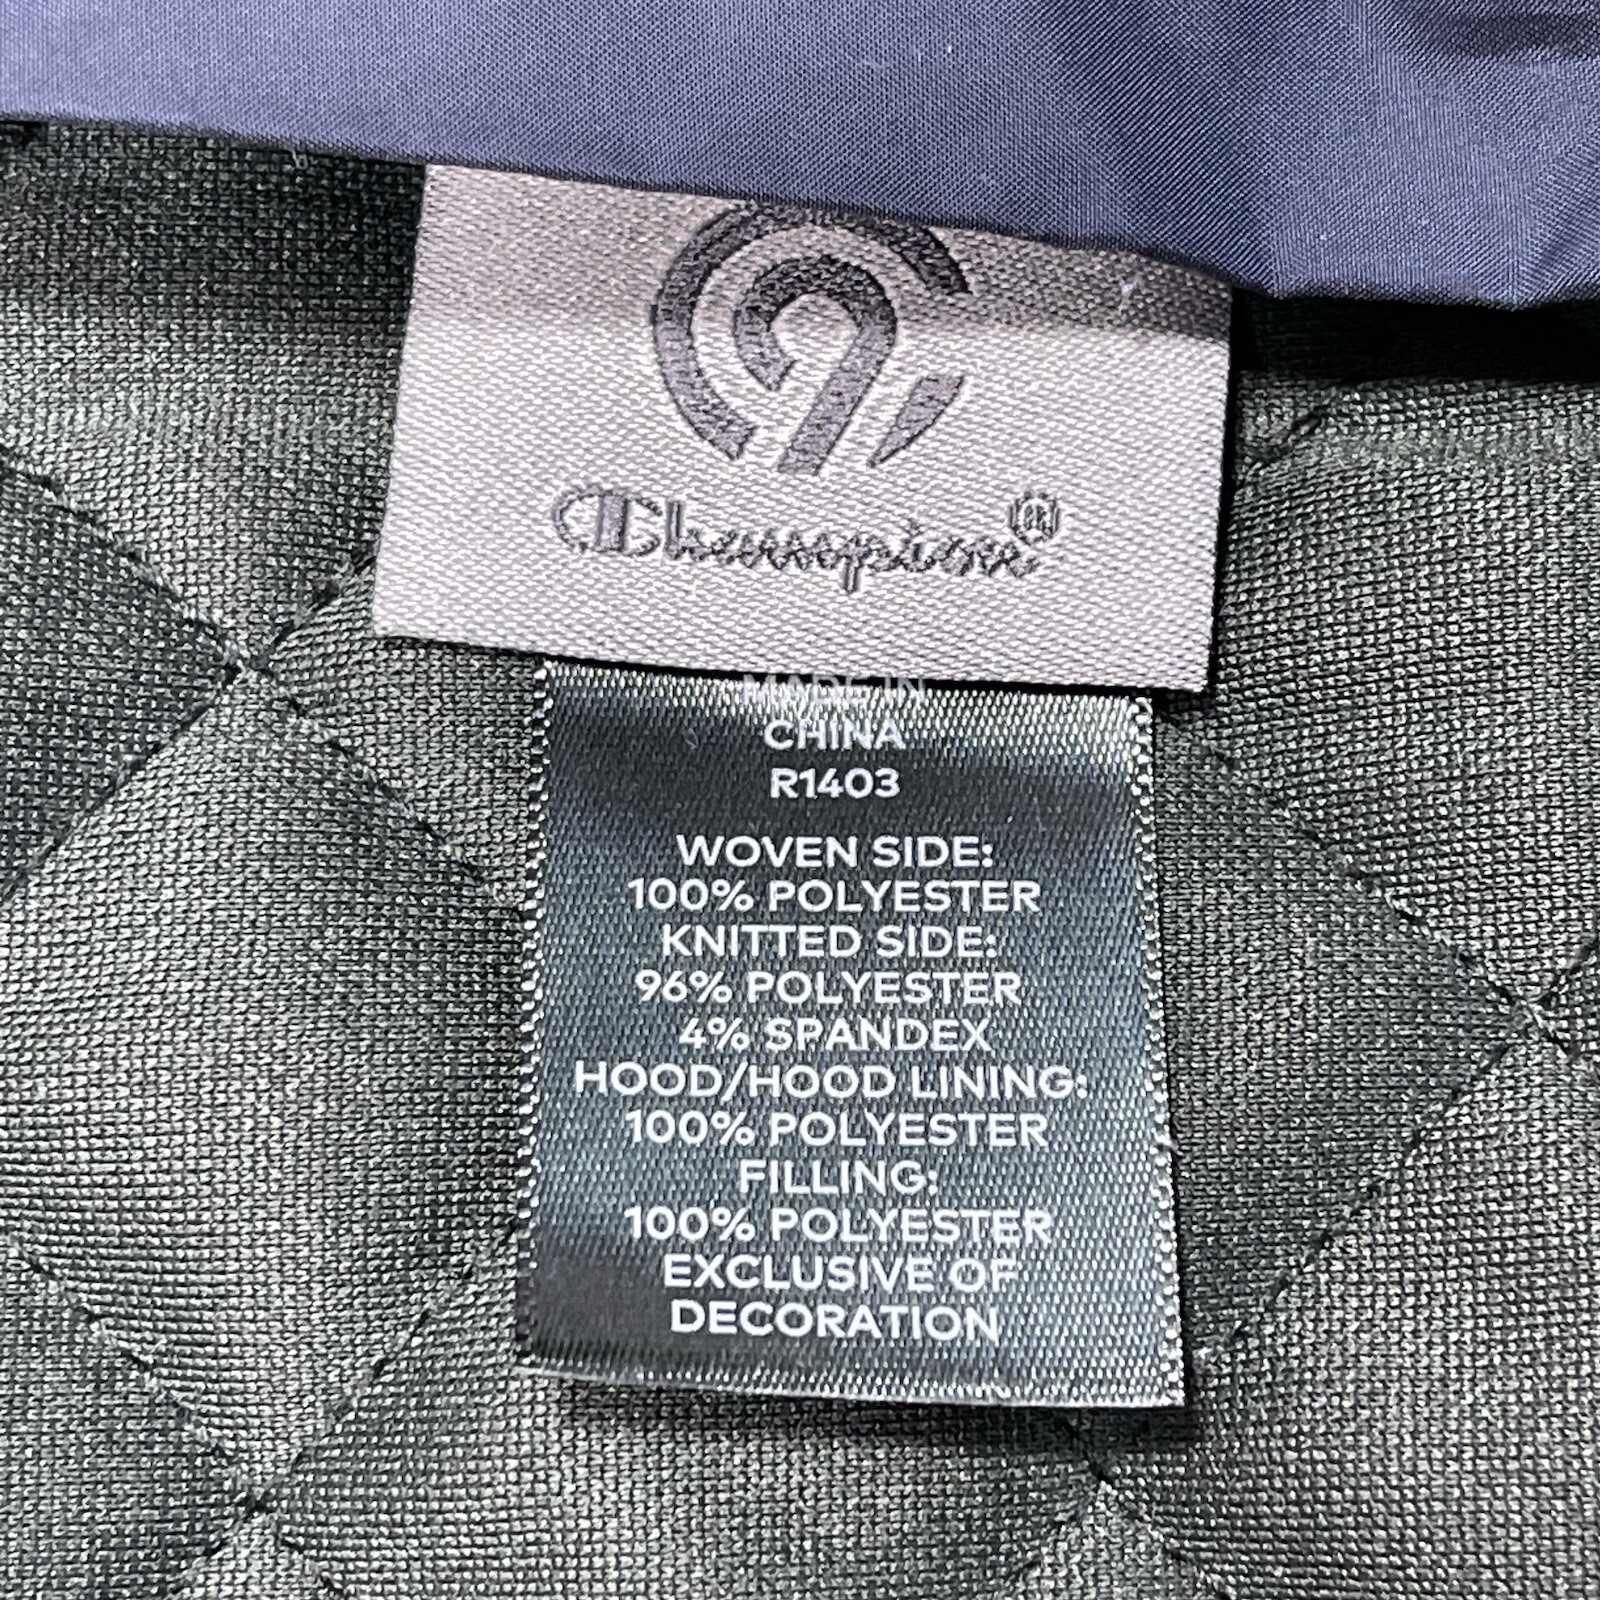 C9
Champion®
MADE IN
CHINA
R1403
WOVEN SIDE:
100% POLYESTER
KNITTED SIDE:
96% POLYESTER
4% SPANDEX
HOOD/HOOD LINING:
100% POLYESTER
FILLING:
100% POLYESTER
EXCLUSIVE OF
DECORATION